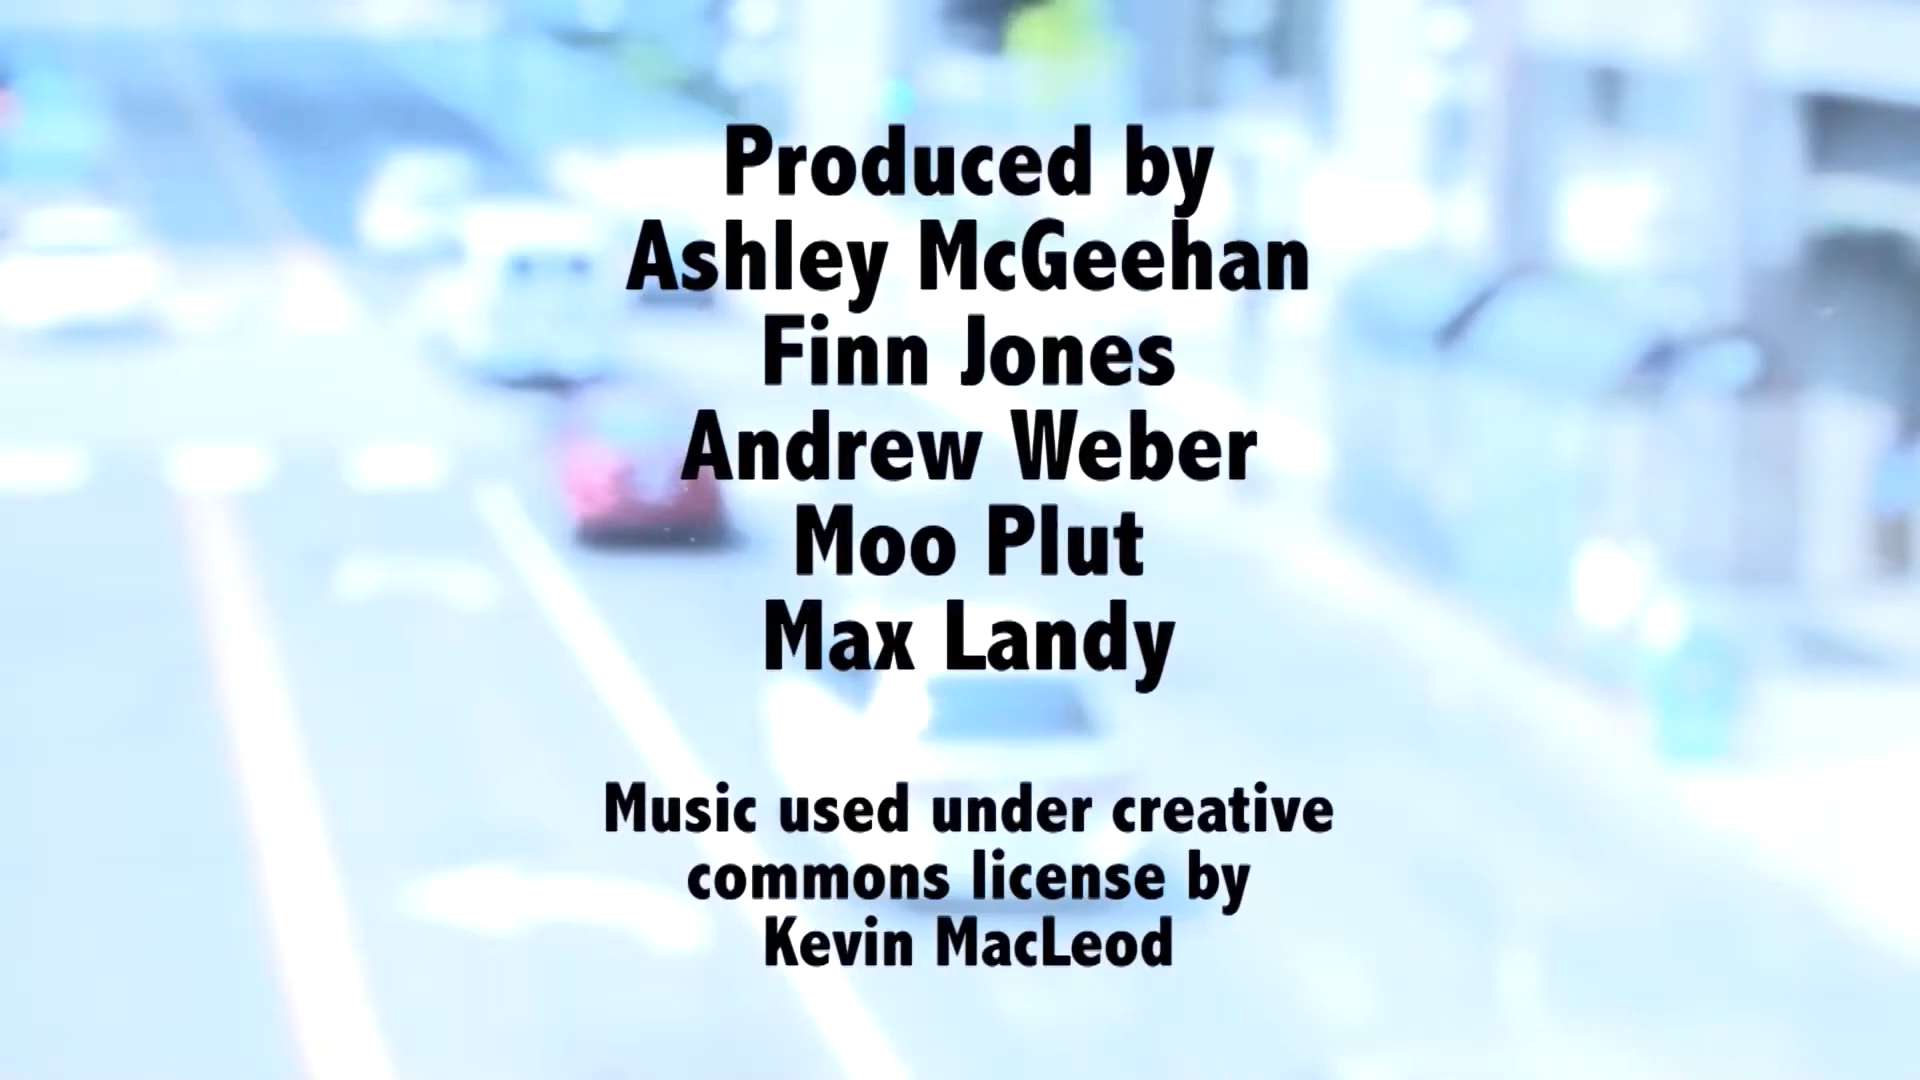 Produced by
Ashley McGeehan
Finn Jones
Andrew Weber
Moo Plut
Max Landy
Music used under creative
commons license by
Kevin MacLeod